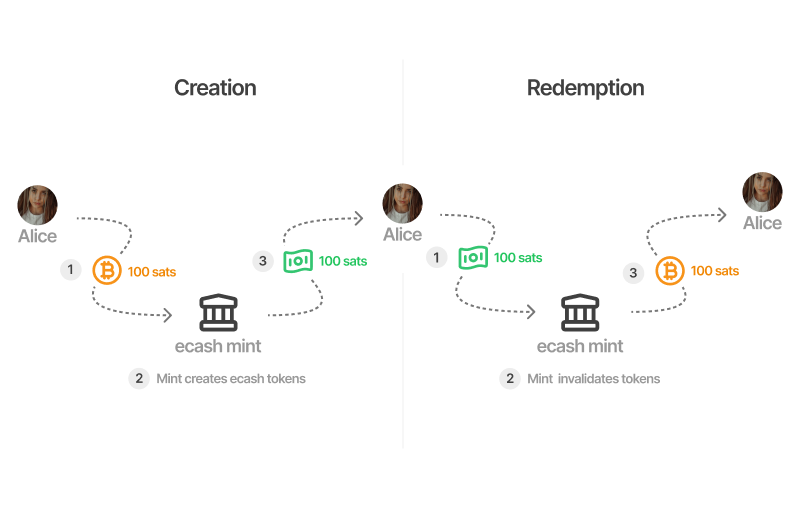 Creation
Alice
1
100 sats
3
100 sats
ecash mint
2 Mint creates ecash tokens
Redemption
Alice
1
100 sats
3
100 sats
Alice
ecash mint
2 Mint invalidates tokens